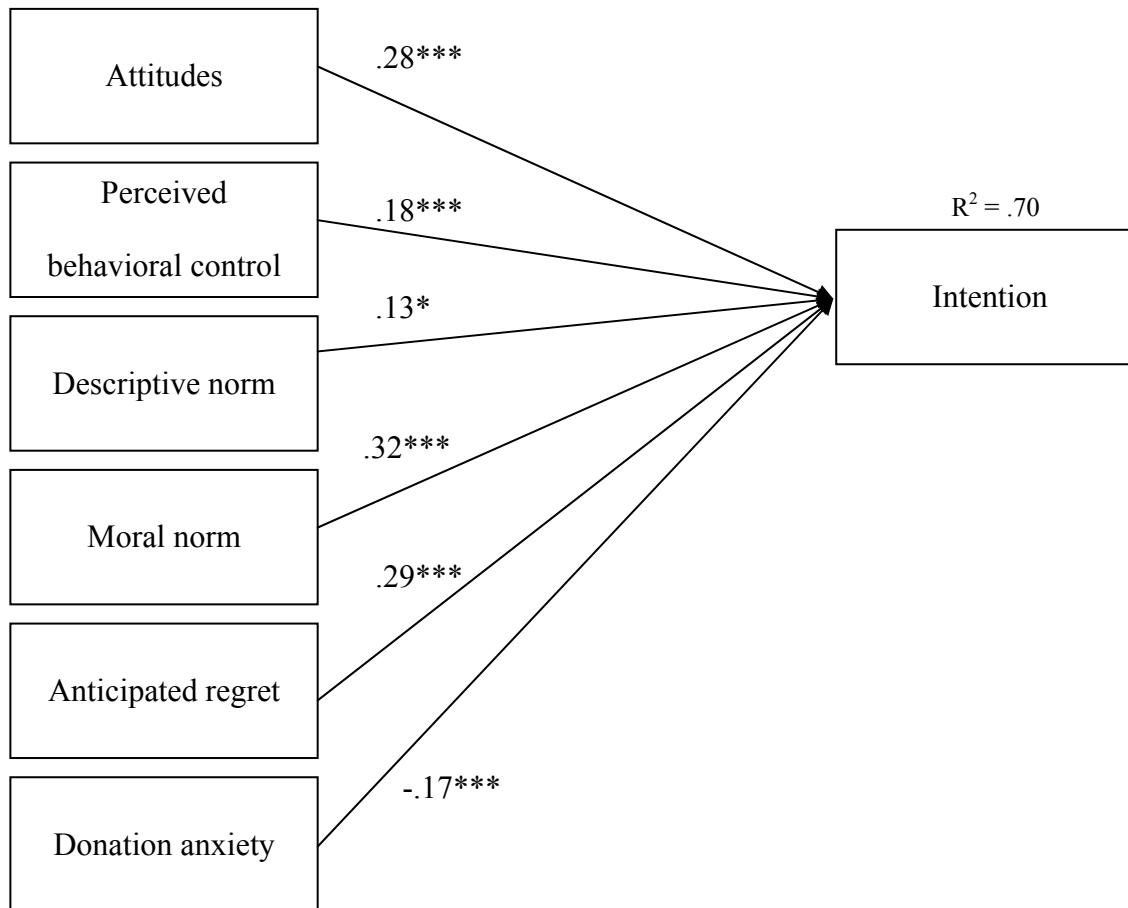 Attitudes
.28***
Perceived
behavioral control
.18***
R² = .70
Intention
.13*
Descriptive norm
.32***
Moral norm
.29***
Anticipated regret
-.17***
Donation anxiety